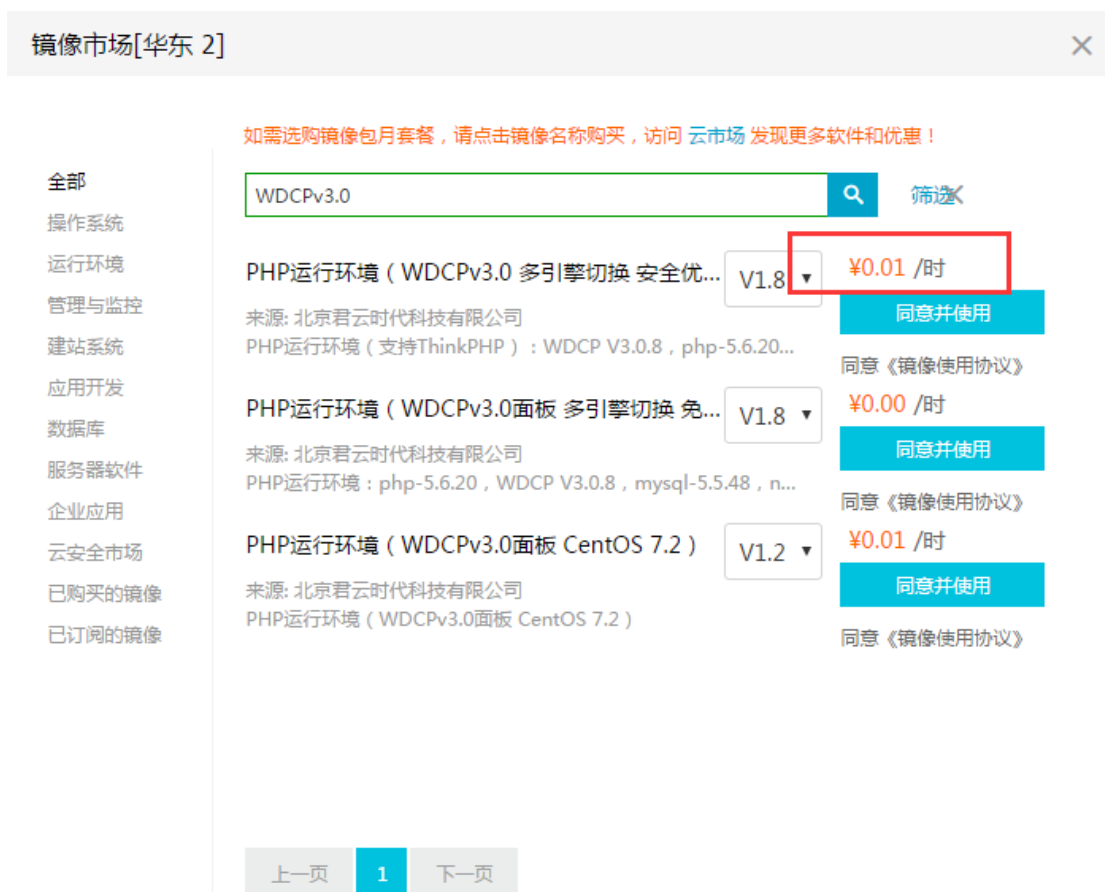 镜像市场[华东 2]
如需选购镜像包月套餐，请点击镜像名称购买，访问 云市场 发现更多软件和优惠！
全部
操作系统
运行环境
管理与监控
建站系统
应用开发
数据库
服务器软件
企业应用
云安全市场
已购买的镜像
已订阅的镜像
WDCPv3.0
筛选
PHP运行环境（WDCPv3.0 多引擎切换 安全优...
V1.8
¥0.01 /时
同意并使用
来源: 北京君云时代科技有限公司
PHP运行环境（支持ThinkPHP）：WDCP V3.0.8，php-5.6.20...
同意《镜像使用协议》
PHP运行环境（WDCPv3.0面板 多引擎切换 免...
V1.8
¥0.00 /时
同意并使用
来源: 北京君云时代科技有限公司
PHP运行环境：php-5.6.20，WDCP V3.0.8，mysql-5.5.48，n...
同意《镜像使用协议》
PHP运行环境（WDCPv3.0面板 CentOS 7.2）
V1.2
¥0.01 /时
同意并使用
来源: 北京君云时代科技有限公司
PHP运行环境（WDCPv3.0面板 CentOS 7.2）
同意《镜像使用协议》
上一页
1
下一页